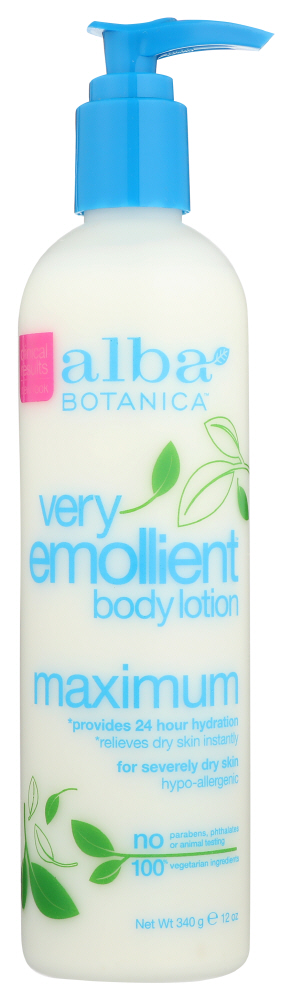 alba
BOTANICA™
very
emollient
body lotion
maximum
*provides 24 hour hydration
*relieves dry skin instantly
for severely dry skin
hypo-allergenic
no parabens, phthalates
or animal testing
100% vegetarian ingredients
Net Wt 340 g ℮ 12 oz